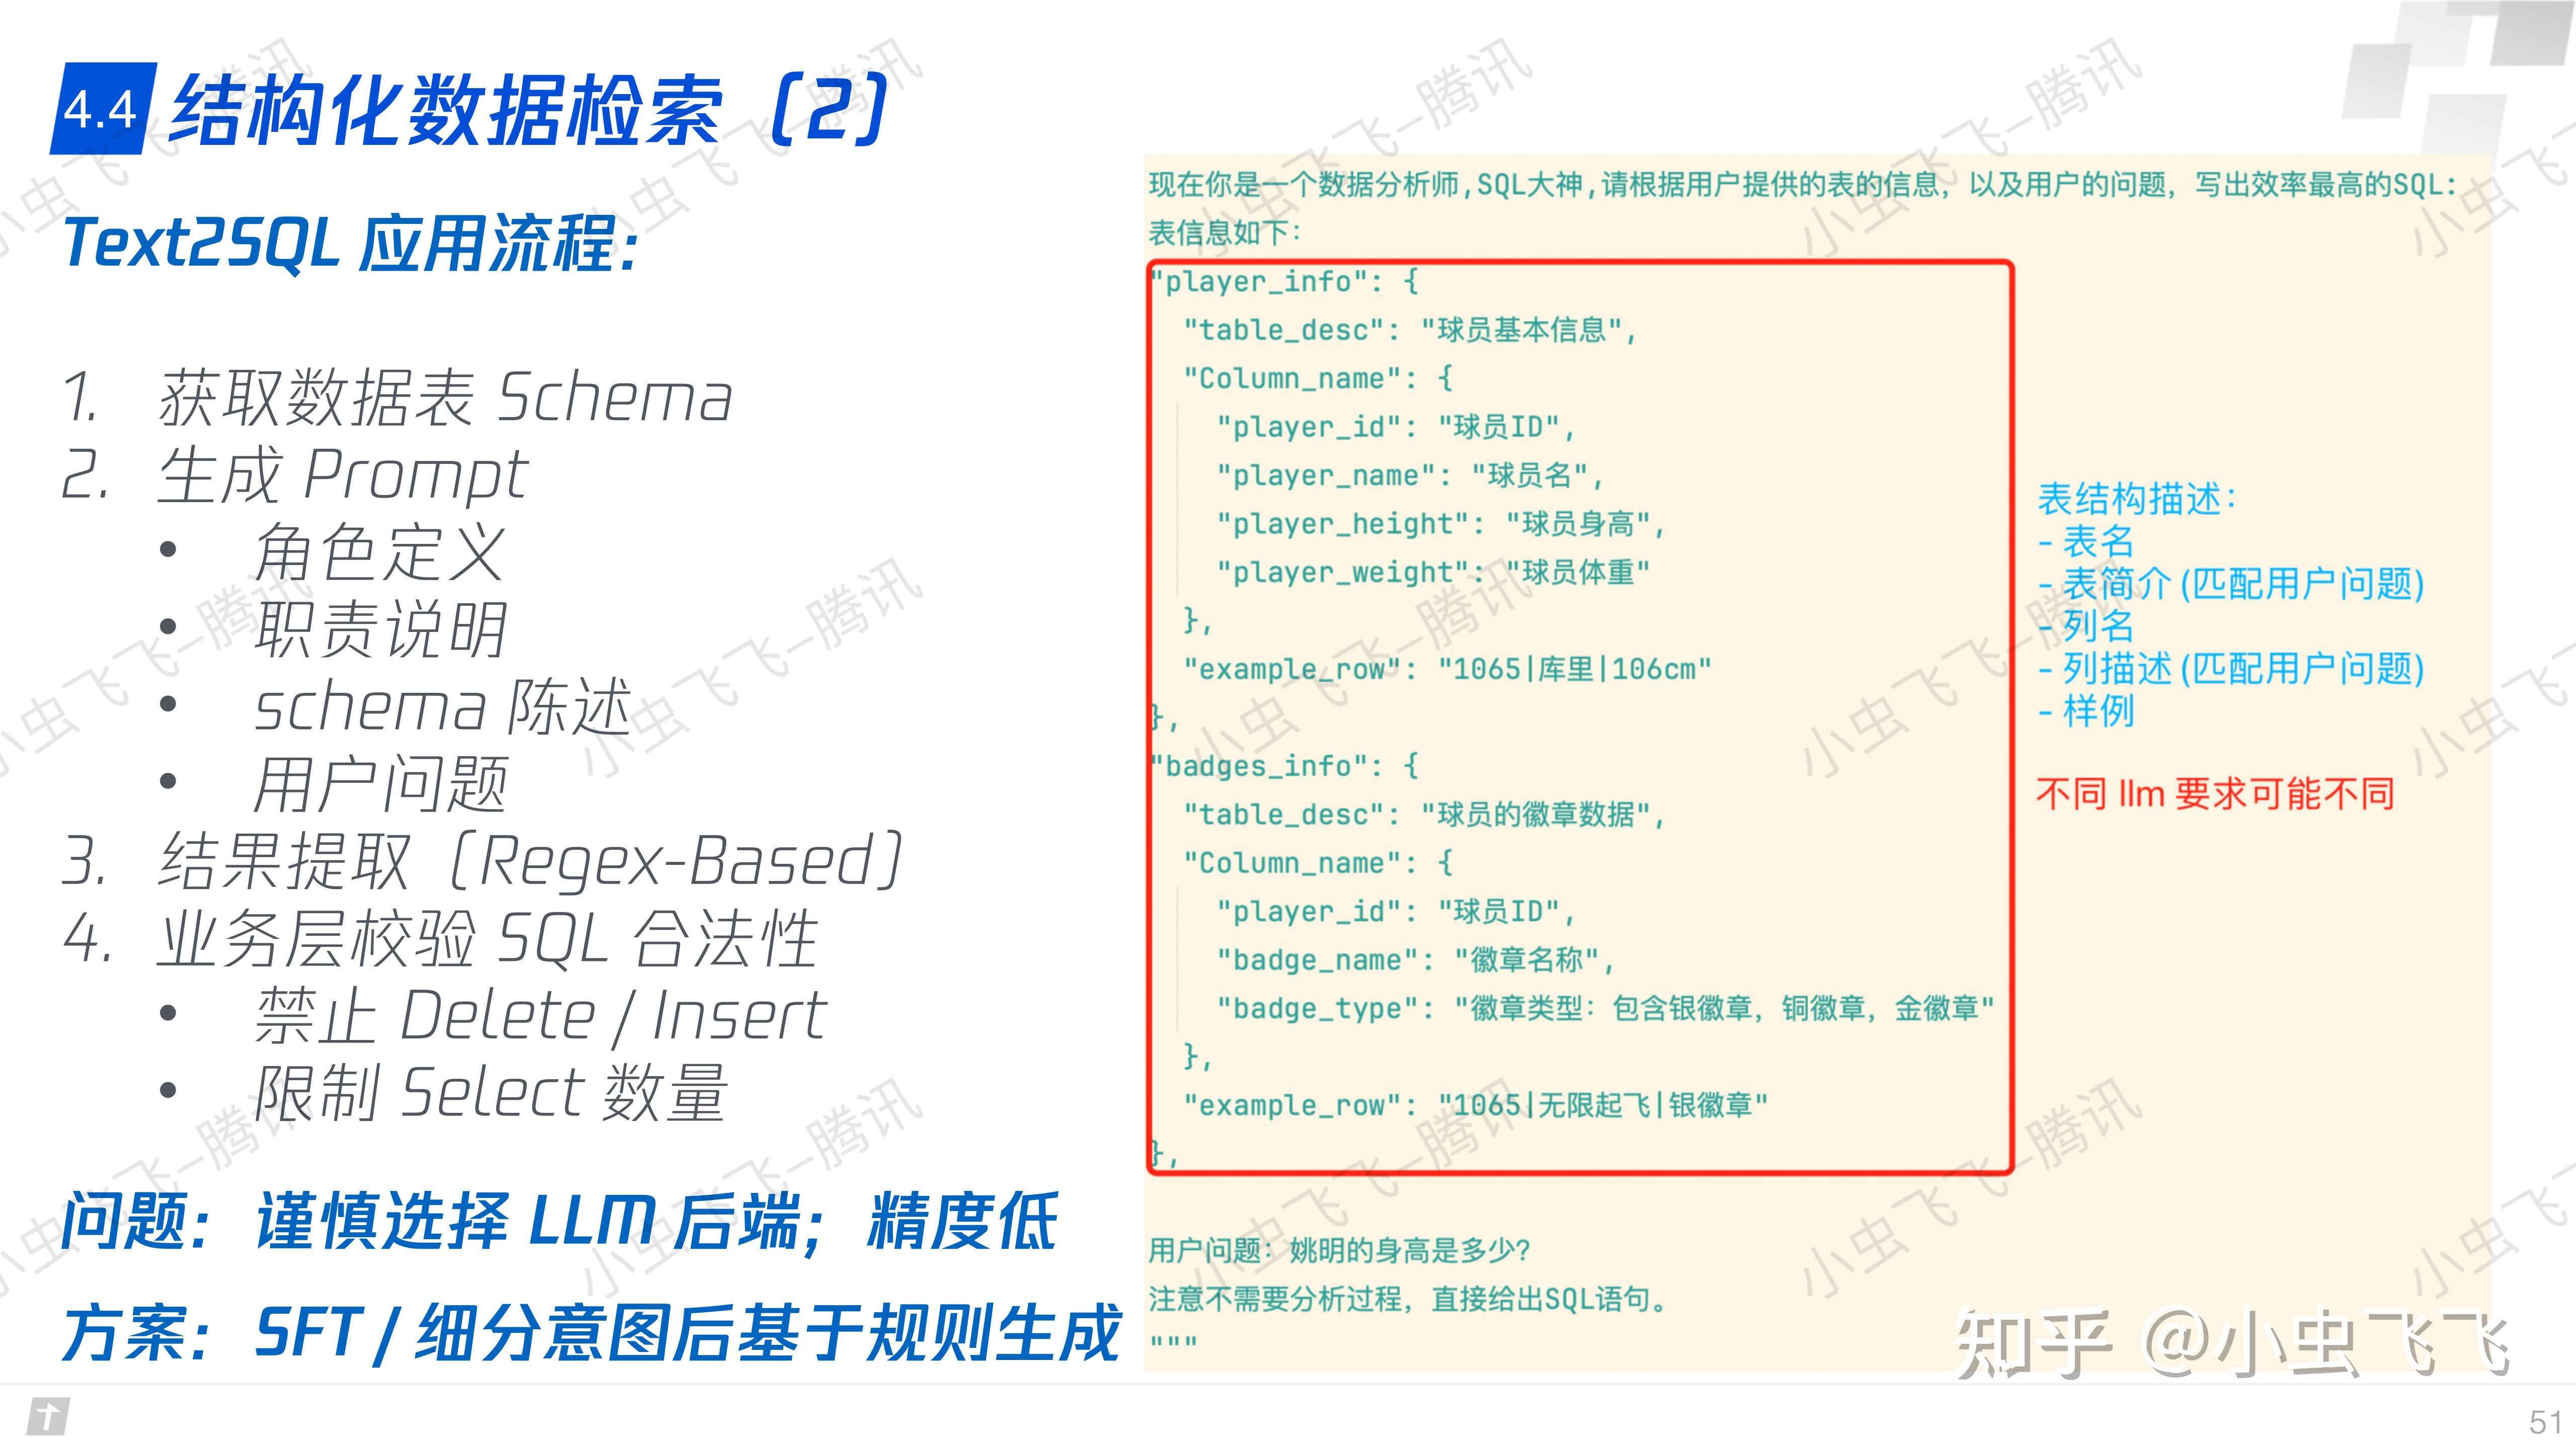 4.4 结构化数据检索（2）
Text2SQL 应用流程：
1. 获取数据表 Schema
2. 生成 Prompt
• 角色定义
• 职责说明
• schema 陈述
• 用户问题
3. 结果提取（Regex-Based）
4. 业务层校验 SQL 合法性
• 禁止 Delete / Insert
• 限制 Select 数量
问题： 谨慎选择 LLM 后端；精度低
方案： SFT / 细分意图后基于规则生成
现在你是一个数据分析师,SQL大神,请根据用户提供的表的信息，以及用户的问题，写出效率最高的SQL:
表信息如下：
"player_info": {
"table_desc": "球员基本信息",
"Column_name": {
"player_id": "球员ID",
"player_name": "球员名",
"player_height": "球员身高",
"player_weight": "球员体重"
},
"example_row": "1065|库里|106cm"
},
"badges_info": {
"table_desc": "球员的徽章数据",
"Column_name": {
"player_id": "球员ID",
"badge_name": "徽章名称",
"badge_type": "徽章类型：包含银徽章，铜徽章，金徽章"
},
"example_row": "1065|无限起飞|银徽章"
},
用户问题：姚明的身高是多少?
注意不需要分析过程，直接给出SQL语句。
"""
表结构描述：
- 表名
- 表简介 (匹配用户问题)
- 列名
- 列描述 (匹配用户问题)
- 样例
不同 llm 要求可能不同
小虫飞飞-腾讯
知乎 @小虫飞飞
51